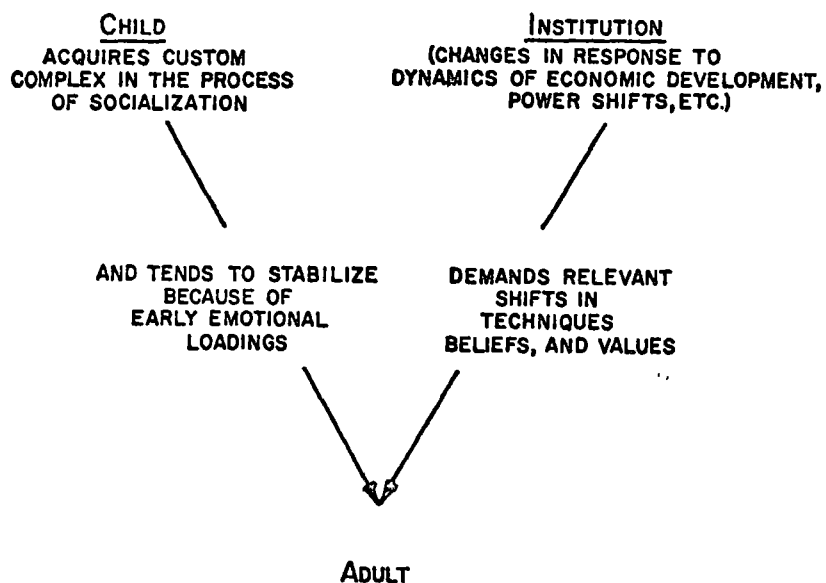 CHILD
ACQUIRES CUSTOM
COMPLEX IN THE PROCESS
OF SOCIALIZATION
INSTITUTION
(CHANGES IN RESPONSE TO
DYNAMICS OF ECONOMIC DEVELOPMENT,
POWER SHIFTS, ETC.)
AND TENDS TO STABILIZE
BECAUSE OF
EARLY EMOTIONAL
LOADINGS
DEMANDS RELEVANT
SHIFTS IN
TECHNIQUES
BELIEFS, AND VALUES
ADULT